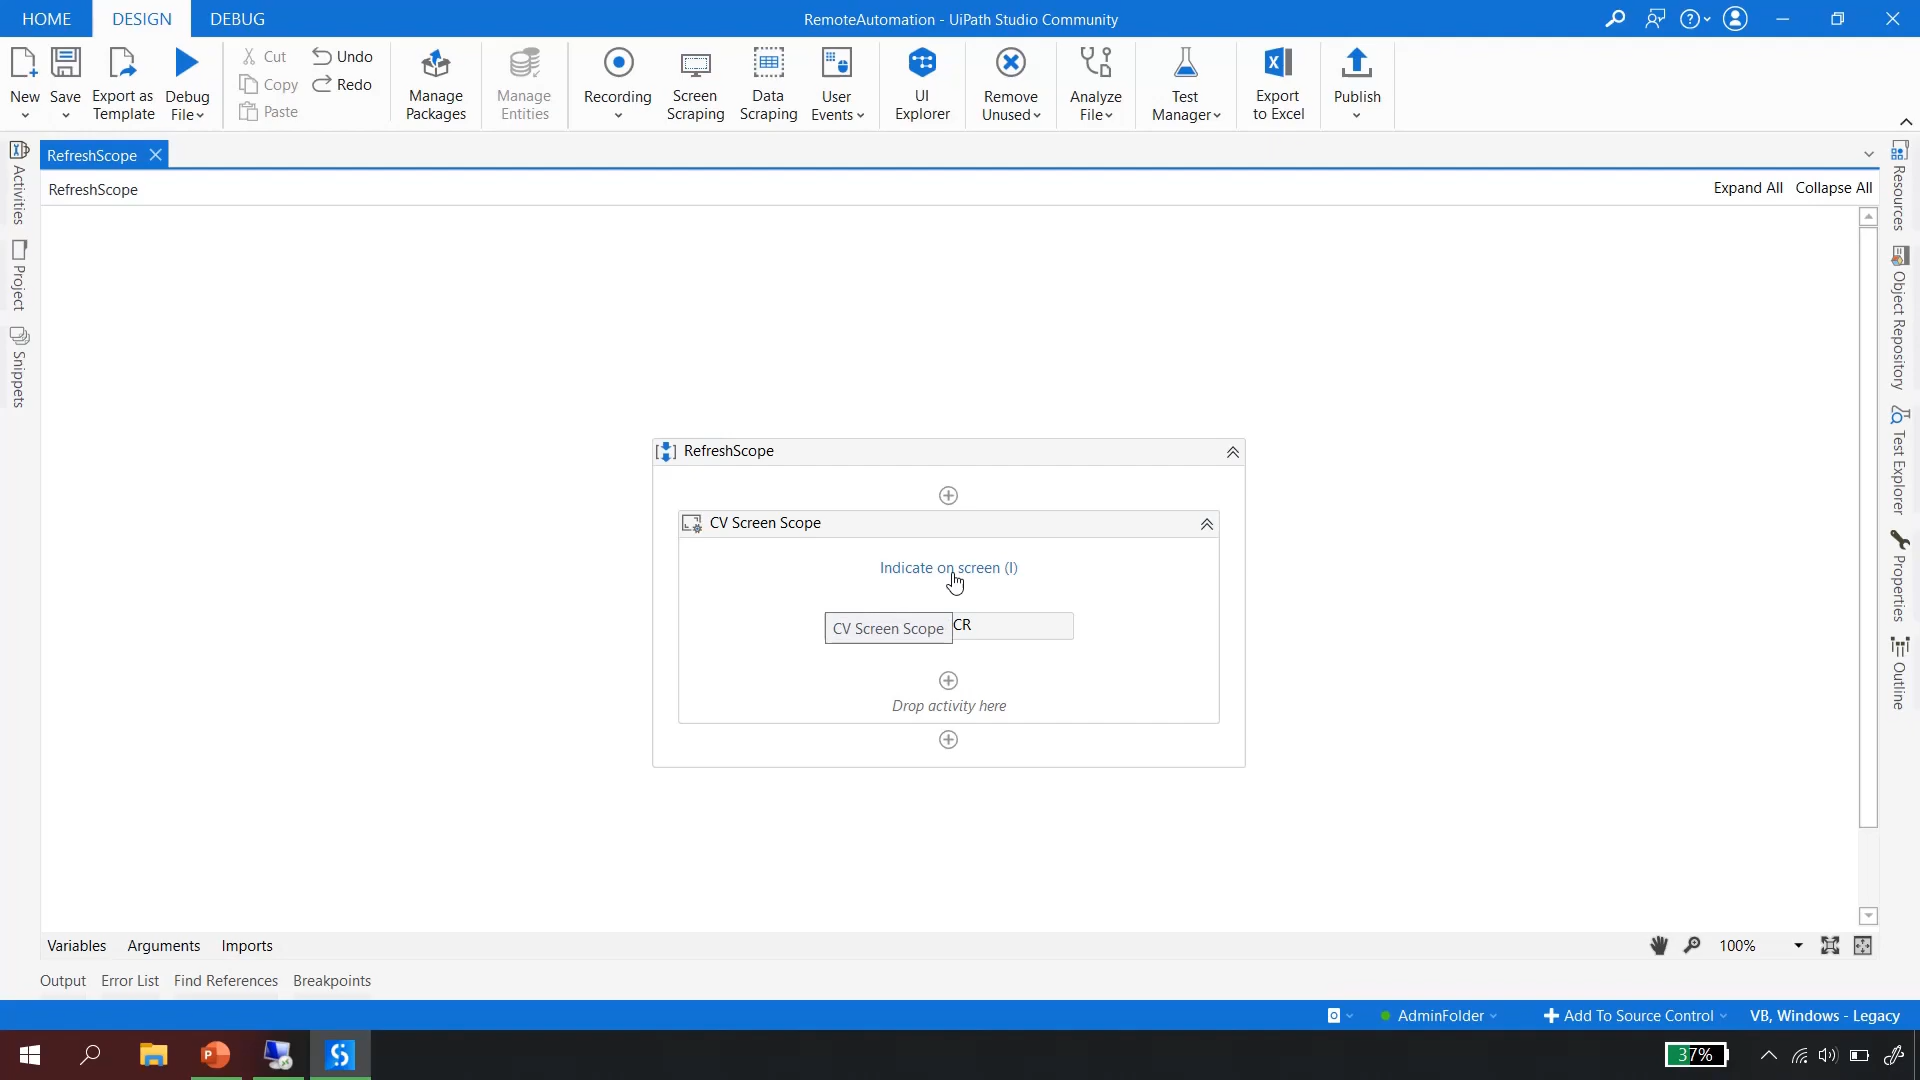 HOME DESIGN DEBUG RemoteAutomation - UiPath Studio Community
New Save Export as Template Debug File Cut Copy Paste Undo Redo Manage Packages Manage Entities Recording Screen Scraping Data Scraping User Events UI Explorer Remove Unused Analyze File Test Manager Export to Excel Publish
RefreshScope
RefreshScope Expand All Collapse All
Activities
Project
Snippets
Resources
Object Repository
Test Explorer
Properties
Outline
RefreshScope
CV Screen Scope
Indicate on screen (I)
CV Screen Scope CR
Drop activity here
Variables Arguments Imports 100%
Output Error List Find References Breakpoints
AdminFolder Add To Source Control VB, Windows - Legacy
37%